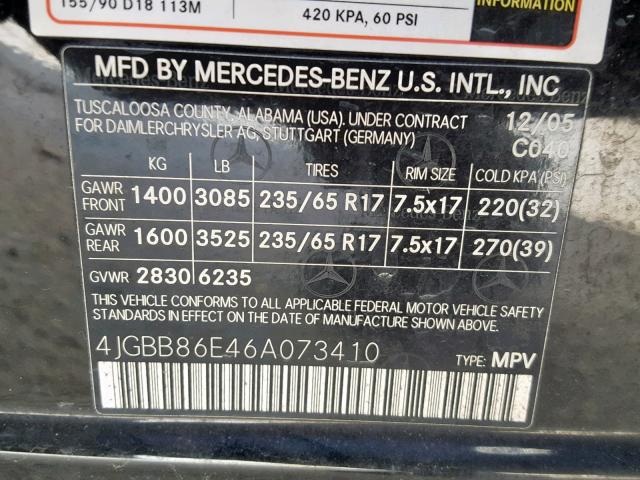 155/90 D18 113M
420 KPA, 60 PSI
INFORMATION
MFD BY MERCEDES-BENZ U.S. INTL., INC
TUSCALOOSA COUNTY, ALABAMA (USA). UNDER CONTRACT 12/05
FOR DAIMLERCHRYSLER AG, STUTTGART (GERMANY) C040
KG LB TIRES RIM SIZE COLD KPA (PSI)
GAWR FRONT 1400 3085 235/65 R17 7.5x17 220(32)
GAWR REAR 1600 3525 235/65 R17 7.5x17 270(39)
GVWR 2830 6235
THIS VEHICLE CONFORMS TO ALL APPLICABLE FEDERAL MOTOR VEHICLE SAFETY
AND THEFT PREVENTION STANDARDS IN
EFFECT ON THE DATE OF MANUFACTURE SHOWN ABOVE.
4JGBB86E46A073410 TYPE: MPV